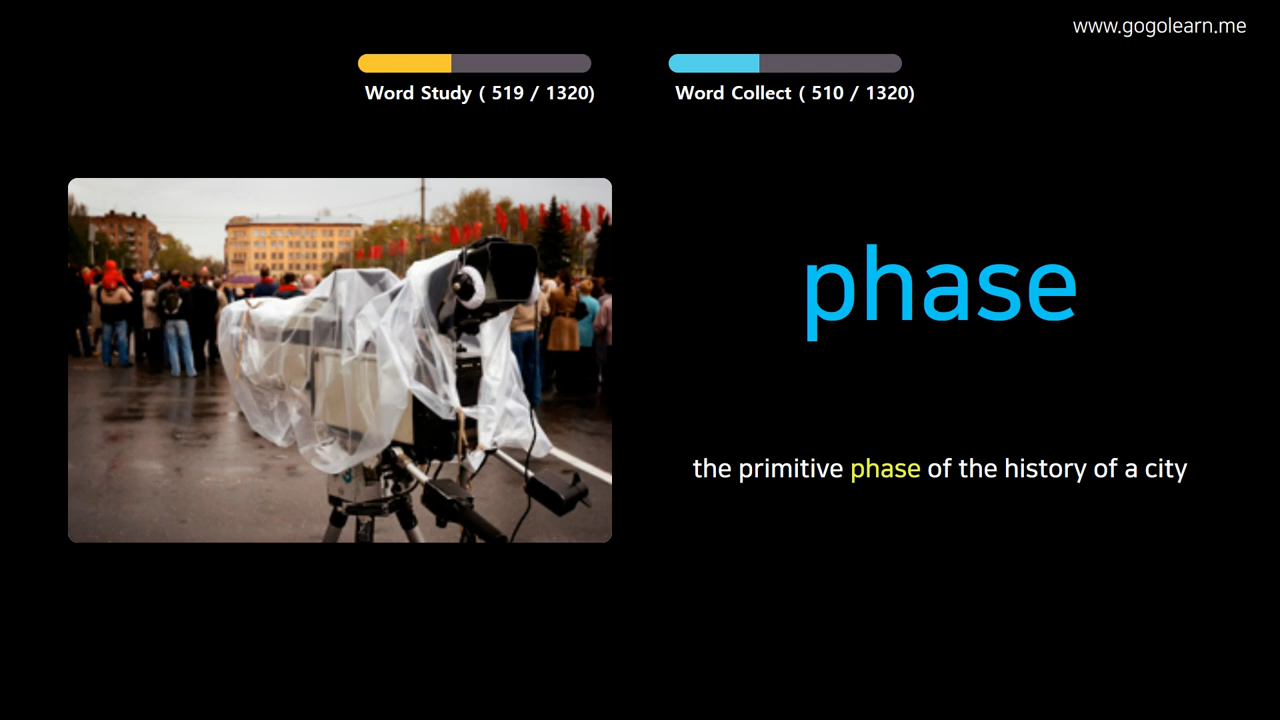 www.gogolearn.me
Word Study ( 519 / 1320)
Word Collect ( 510 / 1320)
phase
the primitive phase of the history of a city